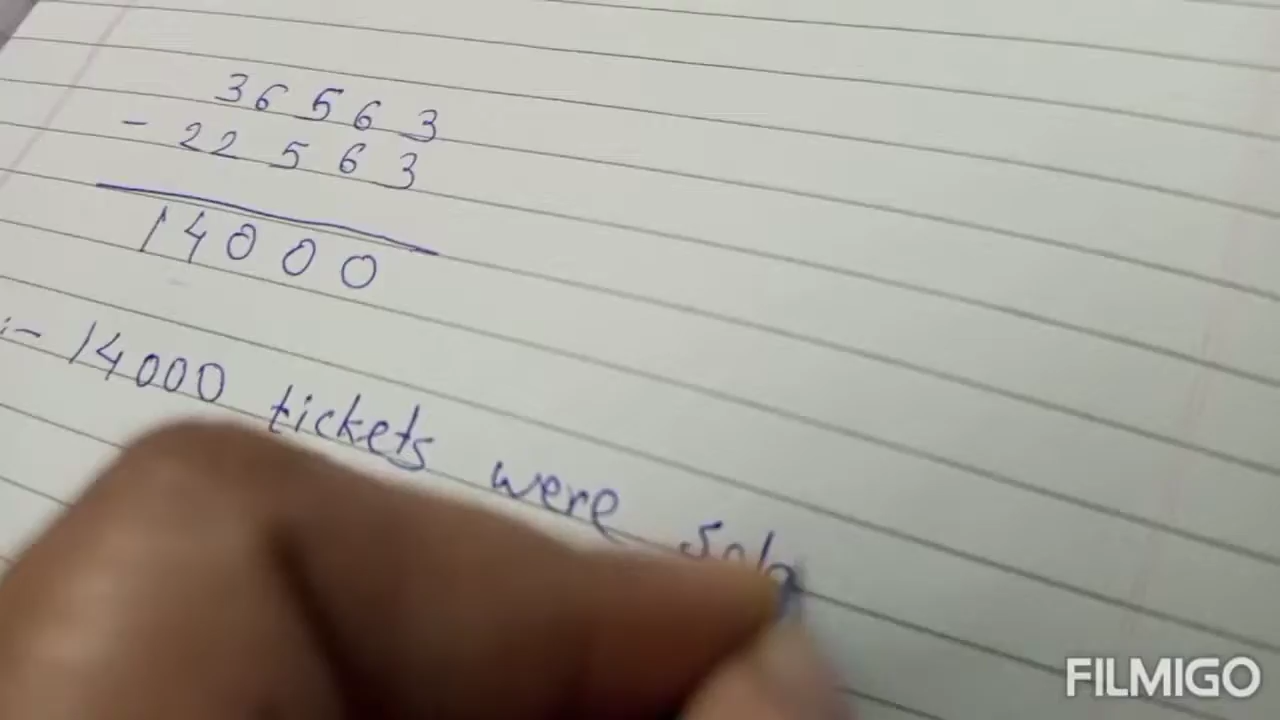 36563
- 22563
14000
:- 14000 tickets were sold
FILMIGO